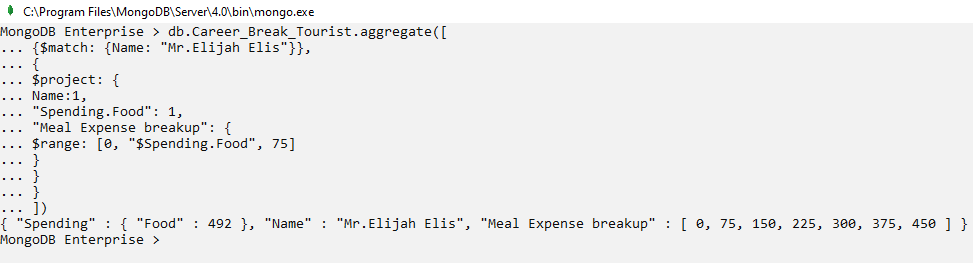 C:\Program Files\MongoDB\Server\4.0\bin\mongo.exe
MongoDB Enterprise > db.Career_Break_Tourist.aggregate([
... {$match: {Name: "Mr.Elijah Elis"}},
... {
... $project: {
... Name:1,
... "Spending.Food": 1,
... "Meal Expense breakup": {
... $range: [0, "$Spending.Food", 75]
... }
... }
... }
... ])
{ "Spending" : { "Food" : 492 }, "Name" : "Mr.Elijah Elis", "Meal Expense breakup" : [ 0, 75, 150, 225, 300, 375, 450 ] }
MongoDB Enterprise >